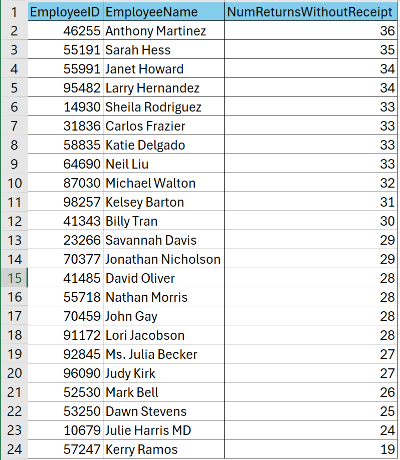 1 EmployeeID EmployeeName NumReturnsWithoutReceipt
2 46255 Anthony Martinez 36
3 55191 Sarah Hess 35
4 55991 Janet Howard 34
5 95482 Larry Hernandez 34
6 14930 Sheila Rodriguez 33
7 31836 Carlos Frazier 33
8 58835 Katie Delgado 33
9 64690 Neil Liu 33
10 87030 Michael Walton 32
11 98257 Kelsey Barton 31
12 41343 Billy Tran 30
13 23266 Savannah Davis 29
14 70377 Jonathan Nicholson 29
15 41485 David Oliver 28
16 55718 Nathan Morris 28
17 70459 John Gay 28
18 91172 Lori Jacobson 28
19 92845 Ms. Julia Becker 27
20 96090 Judy Kirk 27
21 52530 Mark Bell 26
22 53250 Dawn Stevens 25
23 10679 Julie Harris MD 24
24 57247 Kerry Ramos 19